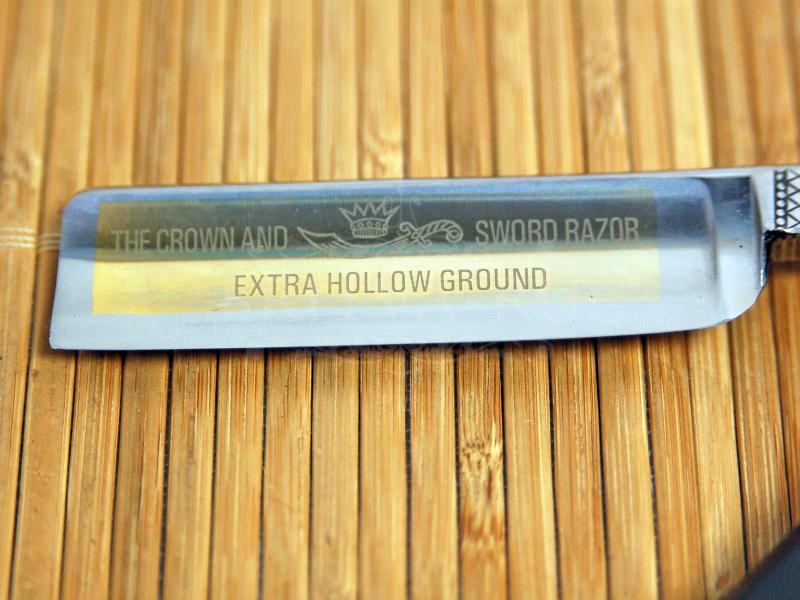 THE CROWN AND SWORD RAZOR
EXTRA HOLLOW GROUND